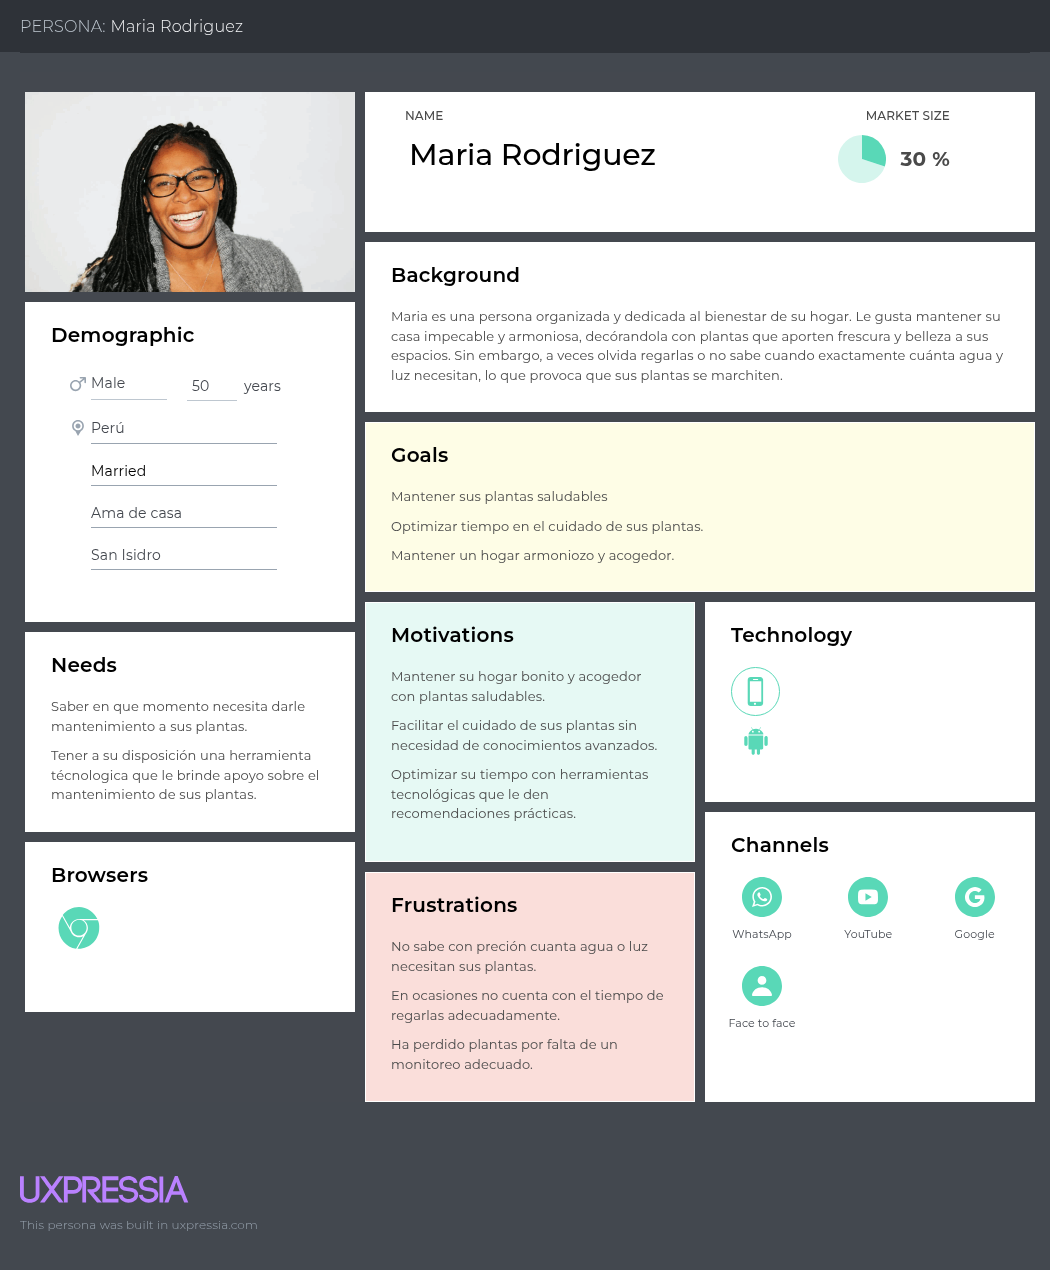 PERSONA: Maria Rodriguez
NAME
Maria Rodriguez
MARKET SIZE
30 %
Demographic
Male
50 years
Perú
Married
Ama de casa
San Isidro
Needs
Saber en que momento necesita darle
mantenimiento a sus plantas.
Tener a su disposición una herramienta
técnologica que le brinde apoyo sobre el
mantenimiento de sus plantas.
Browsers
Background
Maria es una persona organizada y dedicada al bienestar de su hogar. Le gusta mantener su
casa impecable y armoniosa, decórandola con plantas que aporten frescura y belleza a sus
espacios. Sin embargo, a veces olvida regarlas o no sabe cuando exactamente cuánta agua y
luz necesitan, lo que provoca que sus plantas se marchiten.
Goals
Mantener sus plantas saludables
Optimizar tiempo en el cuidado de sus plantas.
Mantener un hogar armoniozo y acogedor.
Motivations
Mantener su hogar bonito y acogedor
con plantas saludables.
Facilitar el cuidado de sus plantas sin
necesidad de conocimientos avanzados.
Optimizar su tiempo con herramientas
tecnológicas que le den
recomendaciones prácticas.
Frustrations
No sabe con preción cuanta agua o luz
necesitan sus plantas.
En ocasiones no cuenta con el tiempo de
regarlas adecuadamente.
Ha perdido plantas por falta de un
monitoreo adecuado.
Technology
Channels
WhatsApp
YouTube
Google
Face to face
UXPRESSIA
This persona was built in uxpressia.com